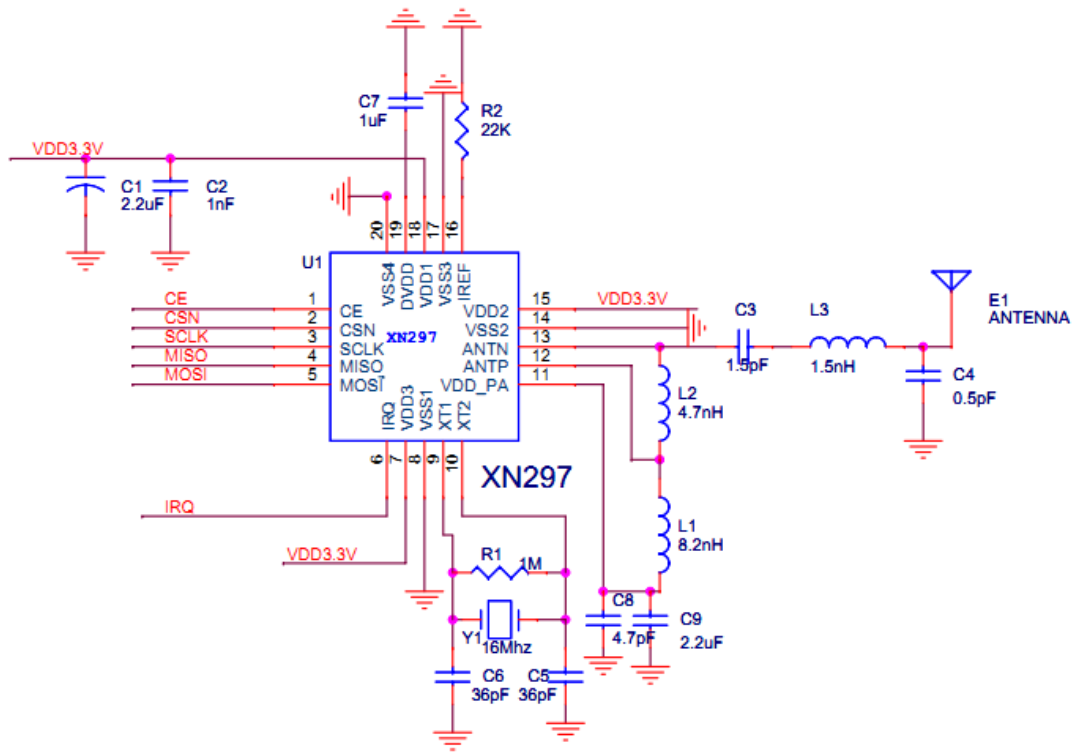 C7
1uF
R2
22K
VDD3.3V
C1
2.2uF
C2
1nF
20
19
18
17
16
U1
VSS4
DVDD
VDD1
VSS3
IREF
CE
1
CE
CSN
2
CSN
SCLK
3
SCLK
MISO
4
MISO
MOSI
5
MOSI
XN297
VDD2
15
VDD3.3V
VSS2
14
ANTN
13
ANTP
12
VDD_PA
11
IRQ
VDD3
VSS1
XT1
XT2
6
7
8
9
10
XN297
C3
1.5pF
L3
1.5nH
E1
ANTENNA
C4
0.5pF
L2
4.7nH
L1
8.2nH
IRQ
VDD3.3V
R1
1M
Y1
16Mhz
C8
4.7pF
C9
2.2uF
C6
36pF
C5
36pF